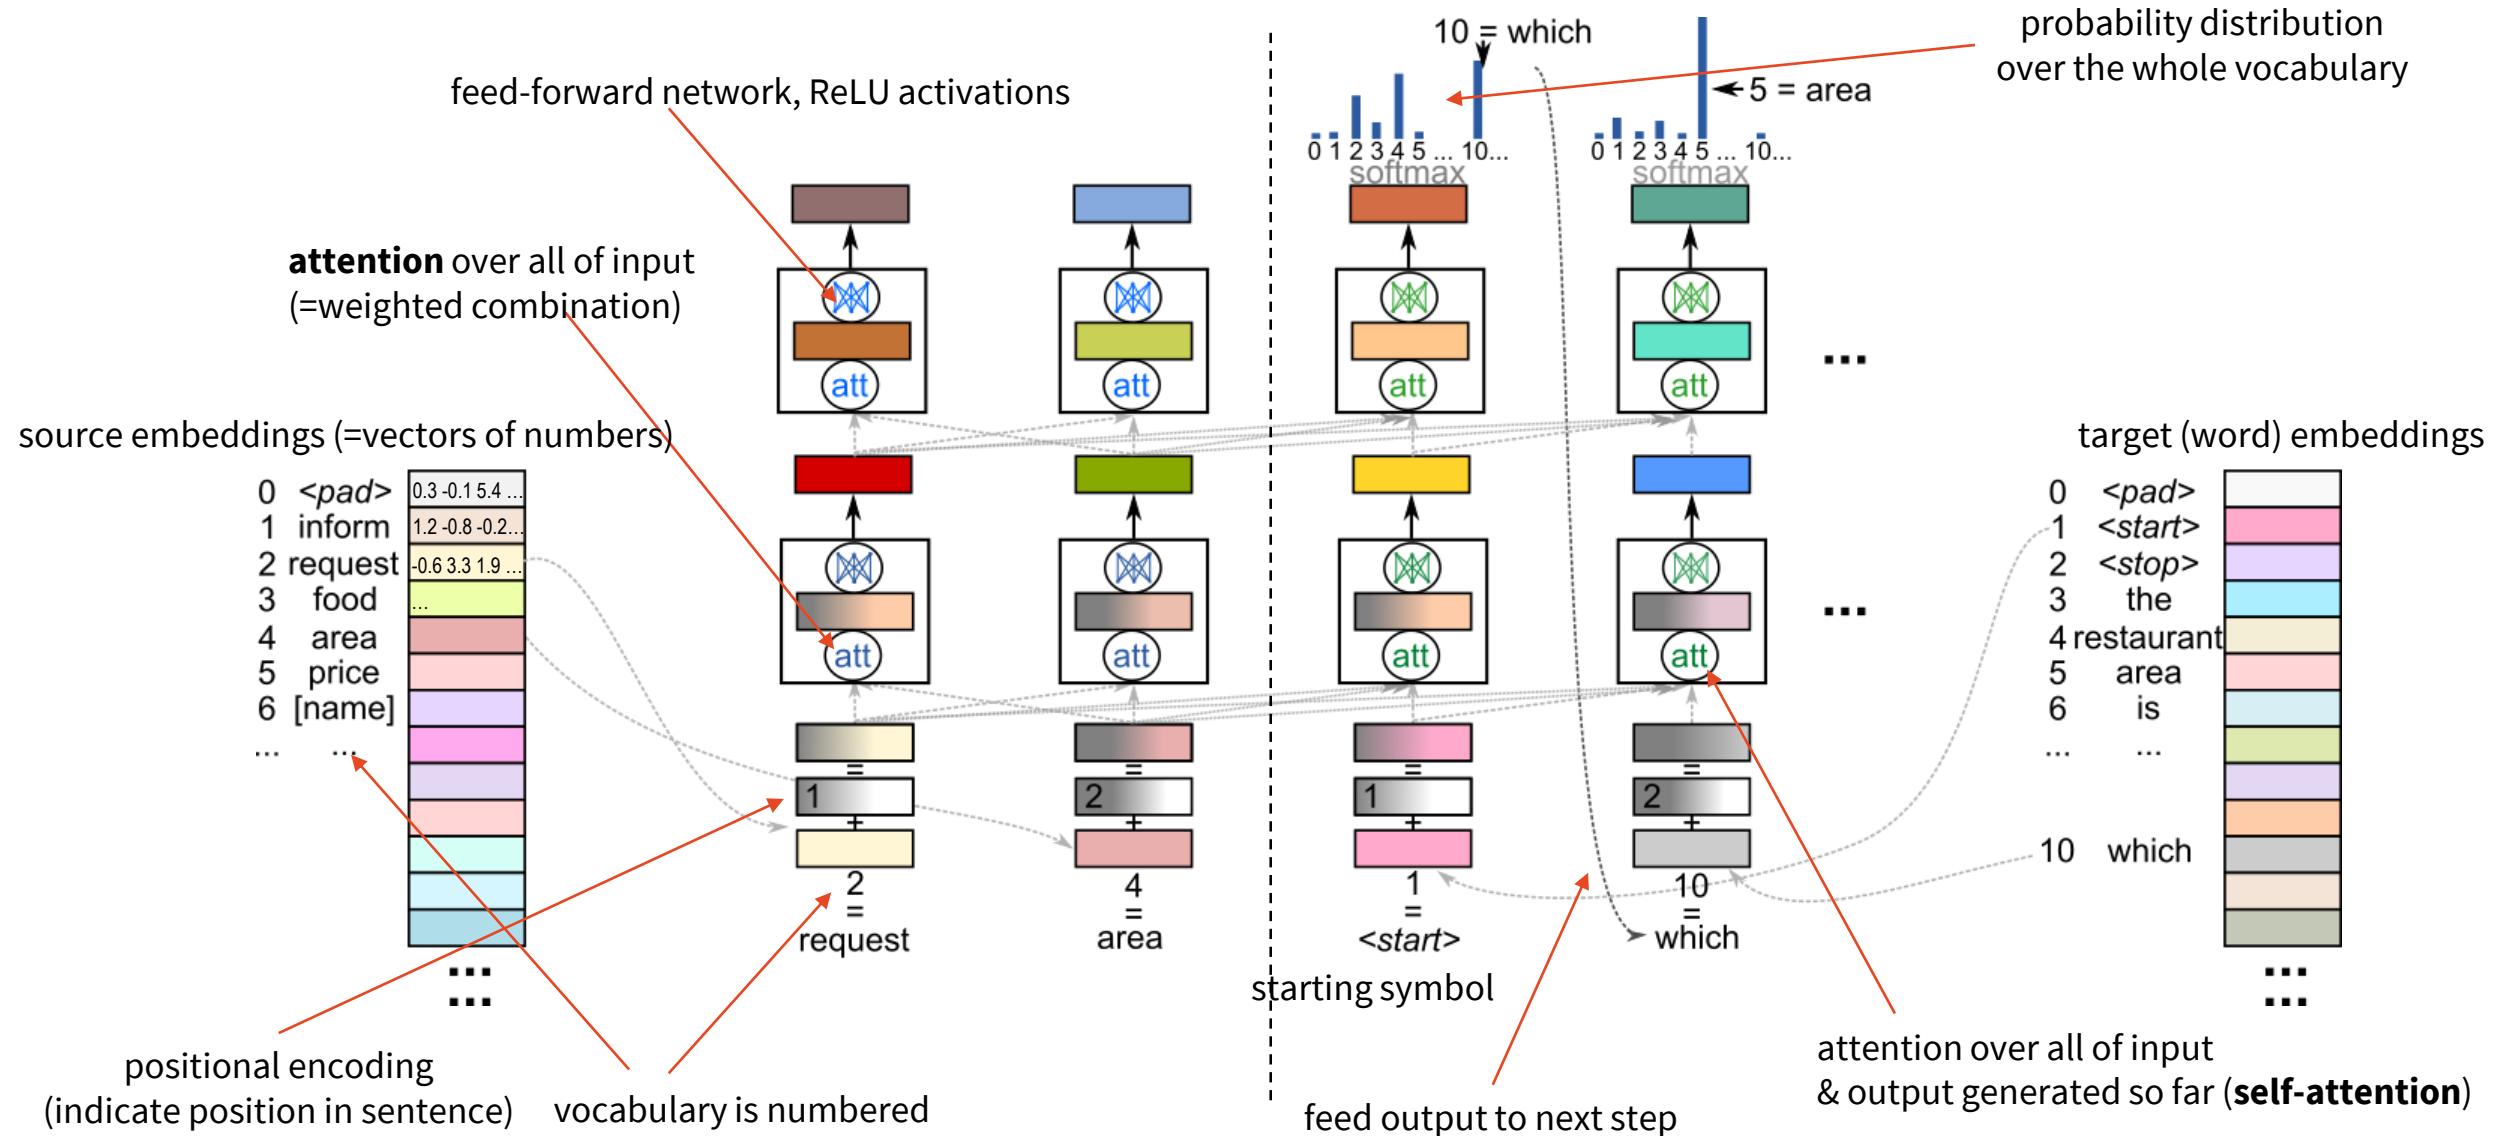 probability distribution
over the whole vocabulary
10 = which
5 = area
feed-forward network, ReLU activations
0 1 2 3 4 5 ... 10...
softmax
0 1 2 3 4 5 ... 10...
softmax
attention over all of input
(=weighted combination)
att
att
att
att
...
source embeddings (=vectors of numbers)
target (word) embeddings
0 <pad> 0.3 -0.1 5.4 ...
1 inform 1.2 -0.8 -0.2...
2 request -0.6 3.3 1.9 ...
3 food ...
4 area
5 price
6 [name]
... ...
...
...
att
att
att
att
...
0 <pad>
1 <start>
2 <stop>
3 the
4 restaurant
5 area
6 is
... ...
10 which
...
...
=
=
=
=
1
2
1
2
+
+
+
+
2
4
1
10
=
=
=
=
request
area
<start>
which
starting symbol
positional encoding
(indicate position in sentence)
vocabulary is numbered
feed output to next step
attention over all of input
& output generated so far (self-attention)